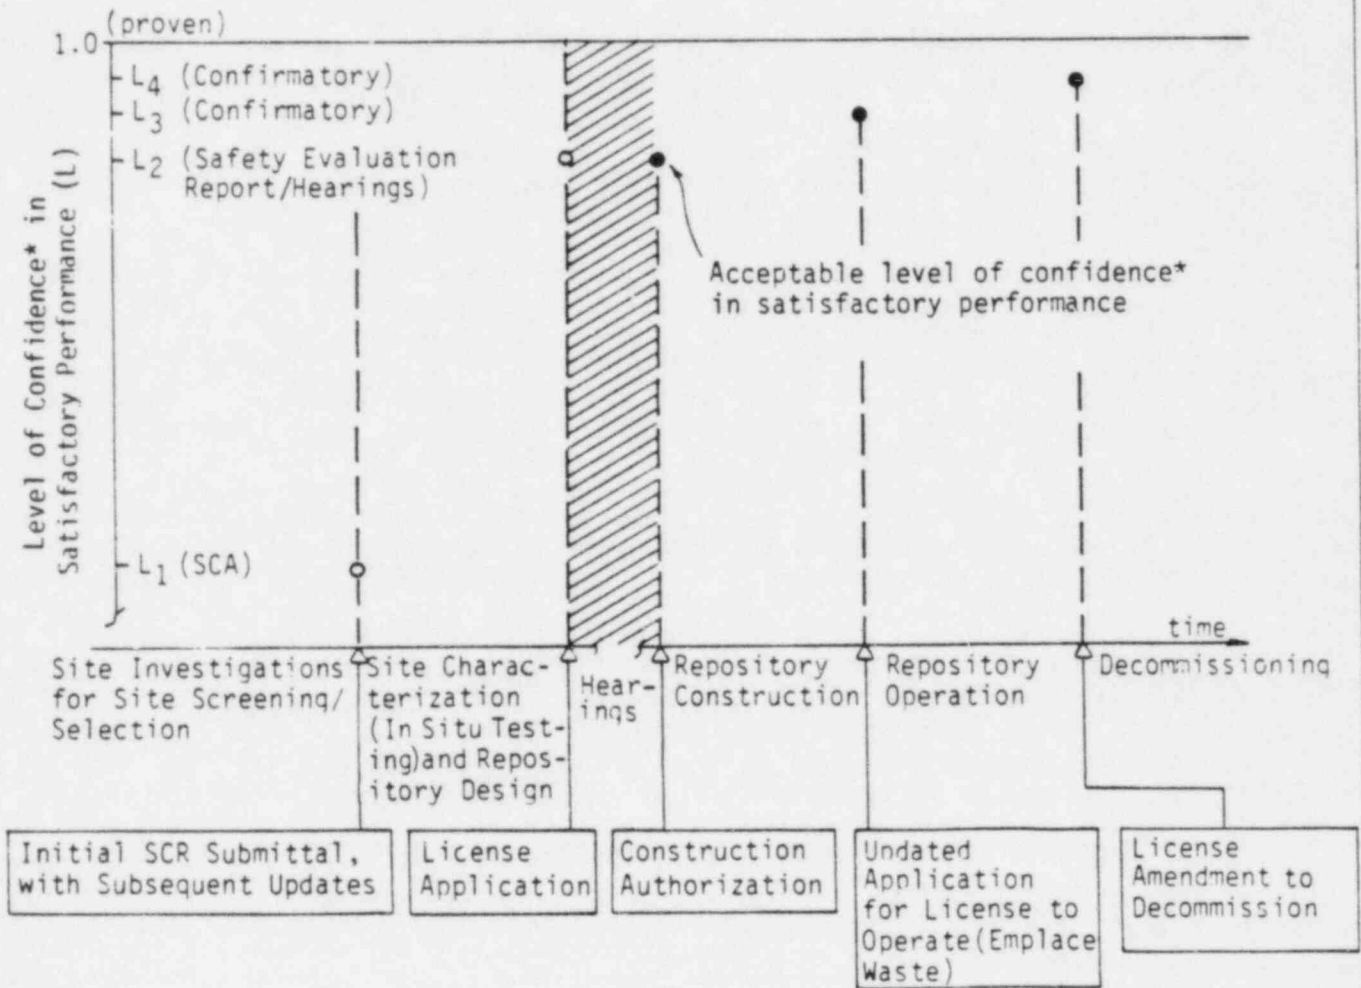 (proven)
1.0
L4 (Confirmatory)
L3 (Confirmatory)
L2 (Safety Evaluation
Report/Hearings)
L1 (SCA)
Level of Confidence* in
Satisfactory Performance (L)
Acceptable level of confidence*
in satisfactory performance
time
Site Investigations
for Site Screening/
Selection
Site Charac-
terization
(In Situ Test-
ing)and Repos-
itory Design
Hear-
ings
Repository
Construction
Repository
Operation
Decommissioning
Initial SCR Submittal,
with Subsequent Updates
License
Application
Construction
Authorization
Undated
Application
for License to
Operate(Emplace
Waste)
License
Amendment to
Decommission